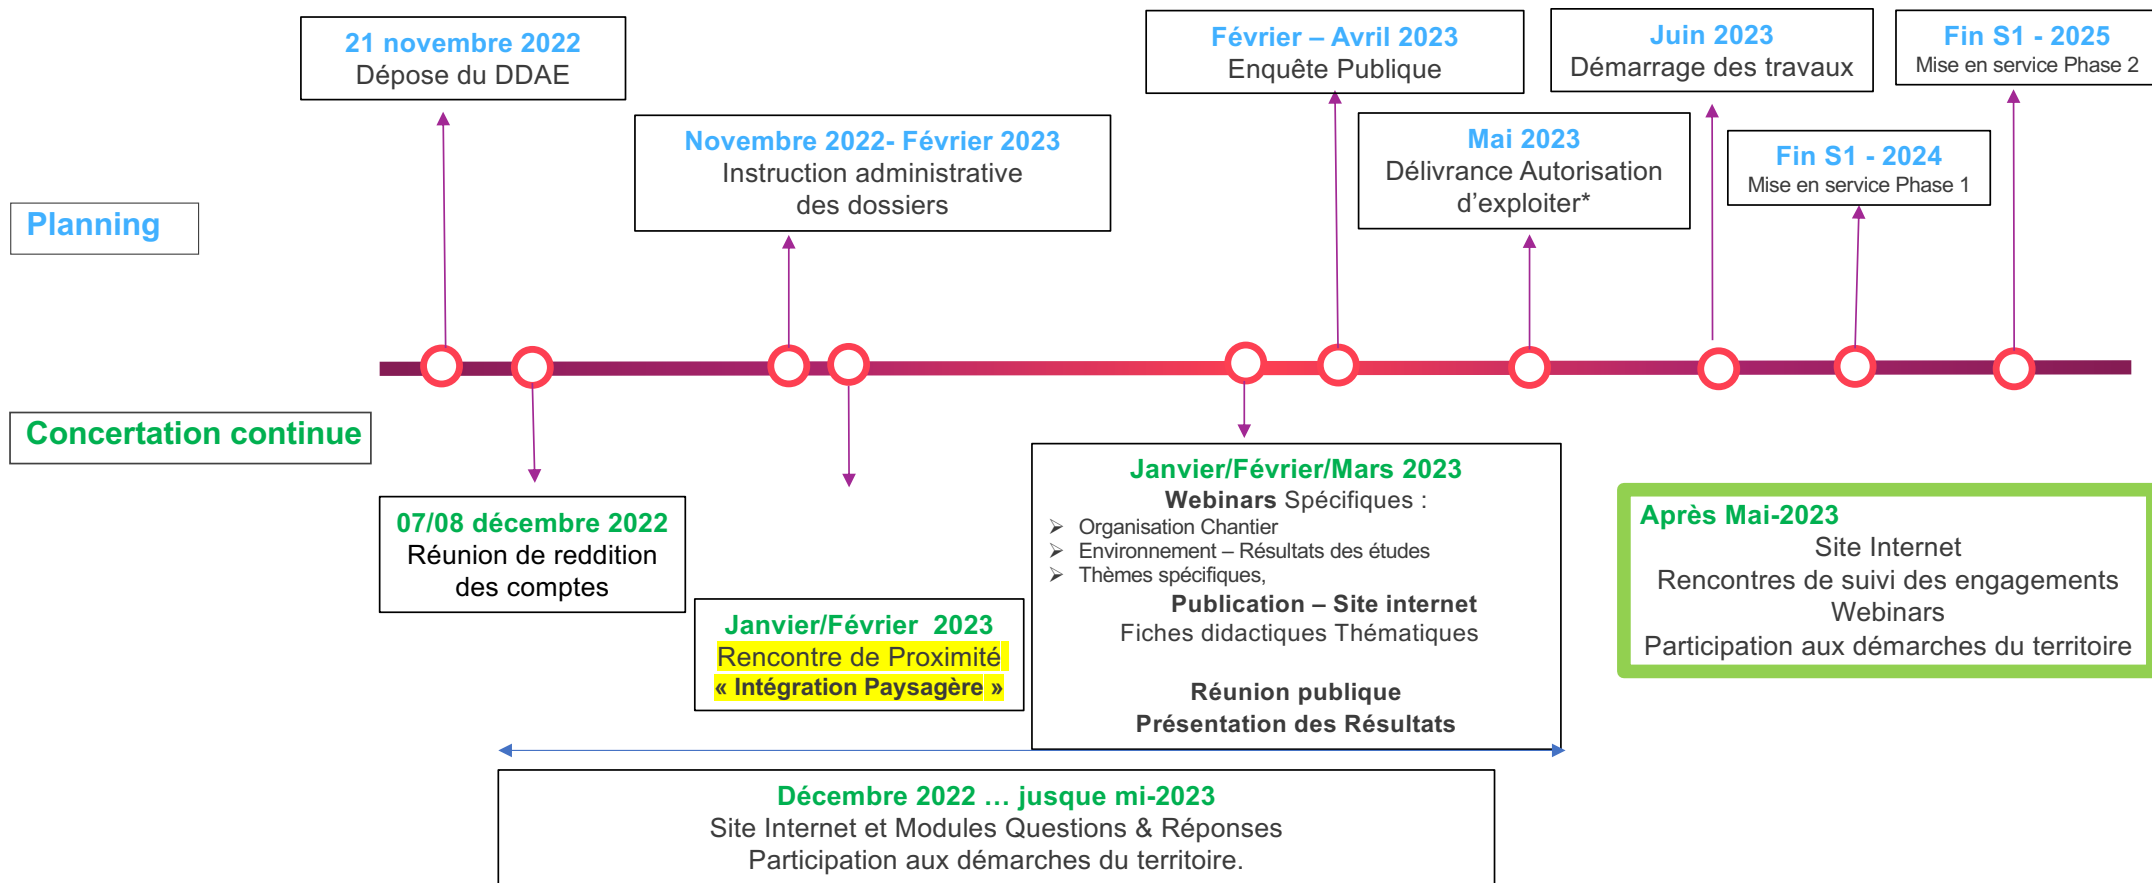 21 novembre 2022
Dépose du DDAE
Novembre 2022- Février 2023
Instruction administrative
des dossiers
Février – Avril 2023
Enquête Publique
Mai 2023
Délivrance Autorisation
d'exploiter*
Juin 2023
Démarrage des travaux
Fin S1 - 2024
Mise en service Phase 1
Fin S1 - 2025
Mise en service Phase 2
Planning
Concertation continue
07/08 décembre 2022
Réunion de reddition
des comptes
Janvier/Février 2023
Rencontre de Proximité
« Intégration Paysagère »
Janvier/Février/Mars 2023
Webinars Spécifiques :
➢ Organisation Chantier
➢ Environnement – Résultats des études
➢ Thèmes spécifiques,
Publication – Site internet
Fiches didactiques Thématiques
Réunion publique
Présentation des Résultats
Après Mai-2023
Site Internet
Rencontres de suivi des engagements
Webinars
Participation aux démarches du territoire
Décembre 2022 … jusque mi-2023
Site Internet et Modules Questions & Réponses
Participation aux démarches du territoire.